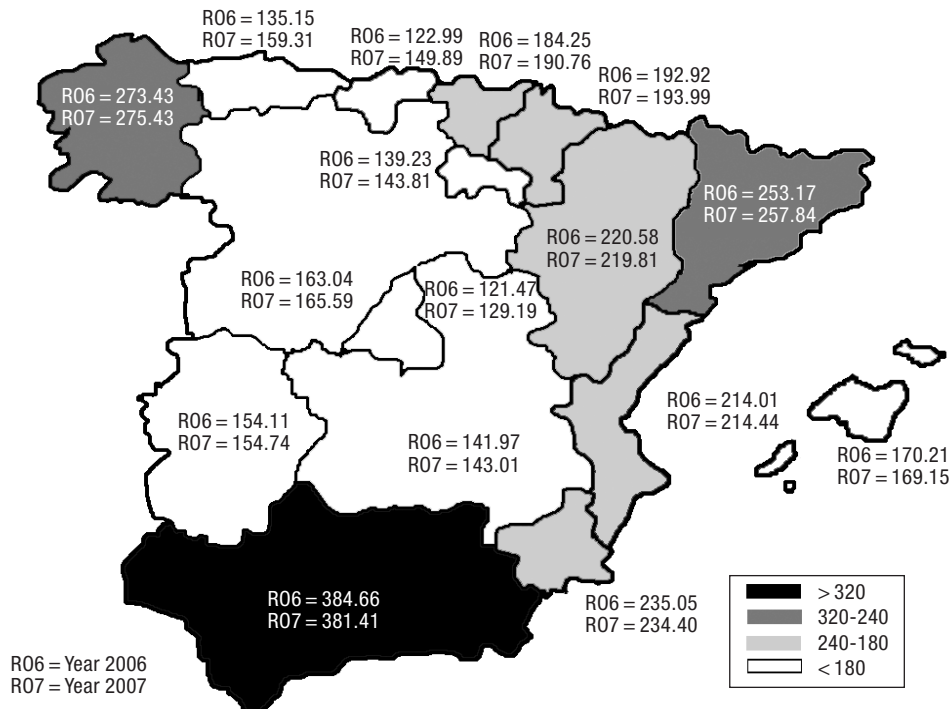 R06 = 135.15
R07 = 159.31
R06 = 122.99
R07 = 149.89
R06 = 184.25
R07 = 190.76
R06 = 192.92
R07 = 193.99
R06 = 273.43
R07 = 275.43
R06 = 139.23
R07 = 143.81
R06 = 253.17
R07 = 257.84
R06 = 220.58
R07 = 219.81
R06 = 163.04
R07 = 165.59
R06 = 121.47
R07 = 129.19
R06 = 154.11
R07 = 154.74
R06 = 141.97
R07 = 143.01
R06 = 214.01
R07 = 214.44
R06 = 170.21
R07 = 169.15
R06 = 384.66
R07 = 381.41
R06 = 235.05
R07 = 234.40
> 320
320-240
240-180
< 180
R06 = Year 2006
R07 = Year 2007